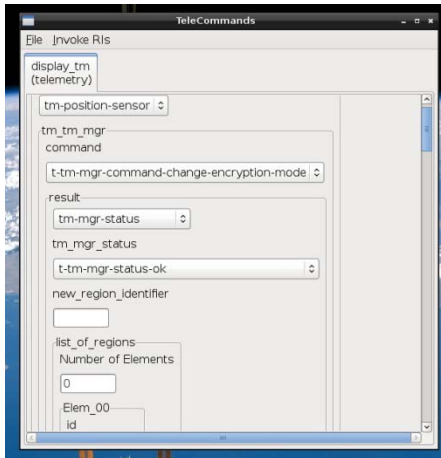 TeleCommands
File Invoke RIs
display_tm
(telemetry)
tm-position-sensor
tm_tm_mgr
command
t-tm-mgr-command-change-encryption-mode
result
tm-mgr-status
tm_mgr_status
t-tm-mgr-status-ok
new_region_identifier
list_of_regions
Number of Elements
0
Elem_00
id